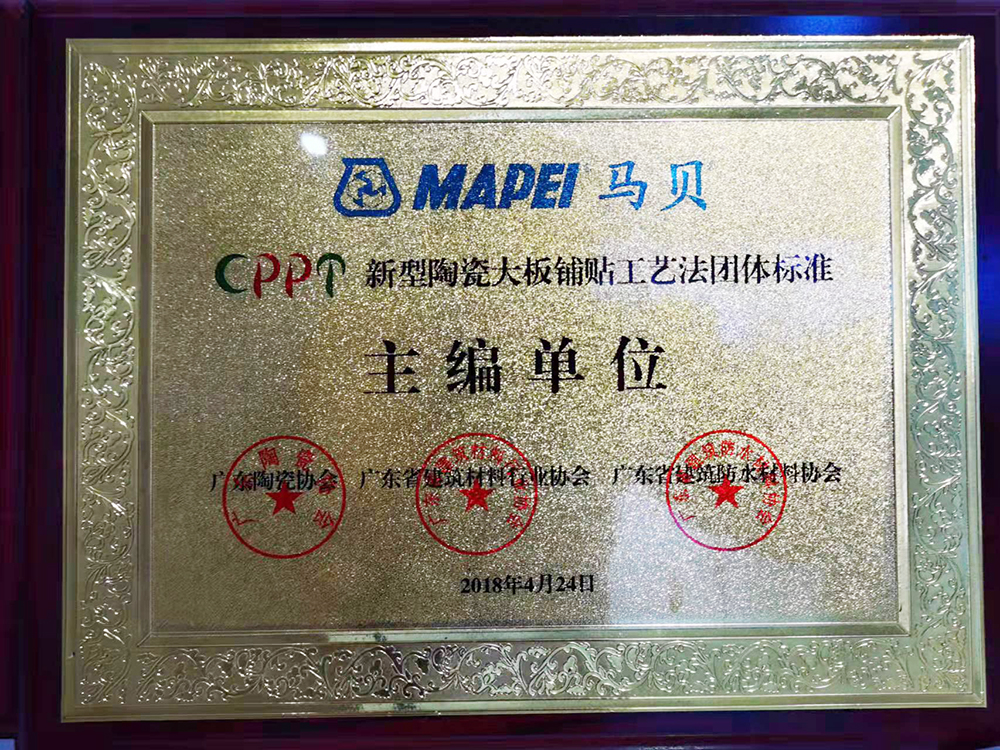 MAPEI 马贝
CPPT 新型陶瓷大板铺贴工艺法团体标准
主编单位
广东陶瓷协会 广东省建筑材料行业协会 广东省建筑防水材料协会
2018年4月24日